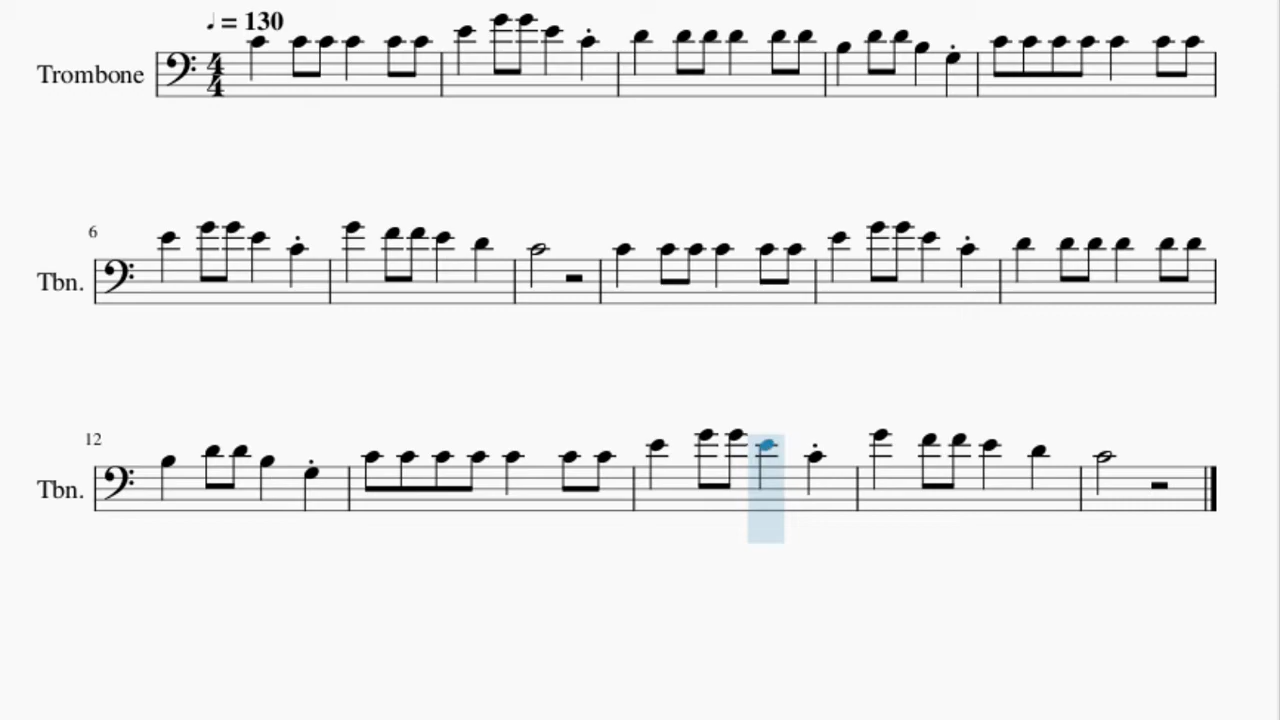 ♩ = 130
Trombone
4
4
6
Tbn.
12
Tbn.